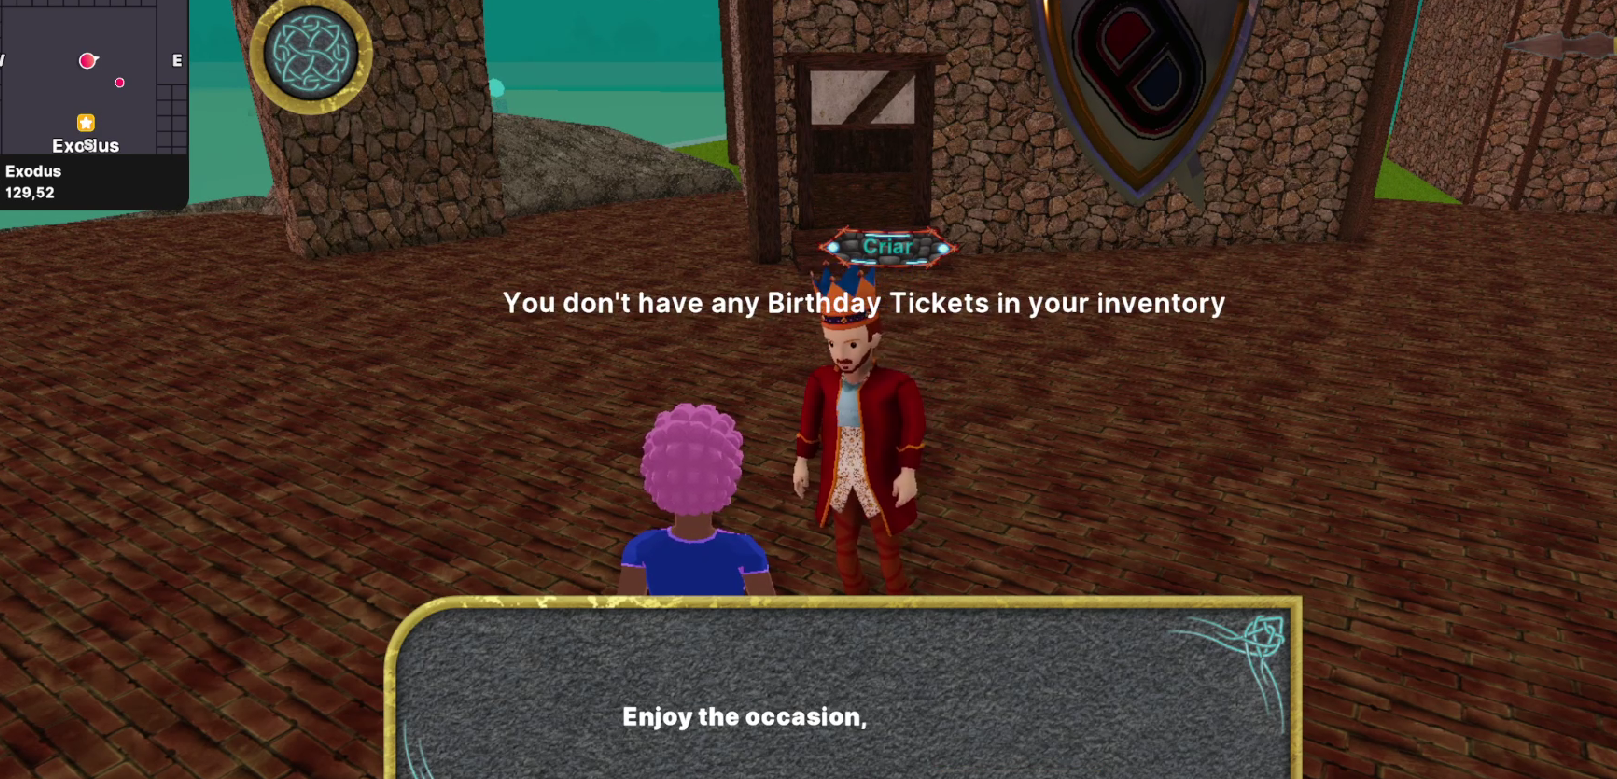 E
Exodus
Exodus
129,52
Criar
You don't have any Birthday Tickets in your inventory
Enjoy the occasion,